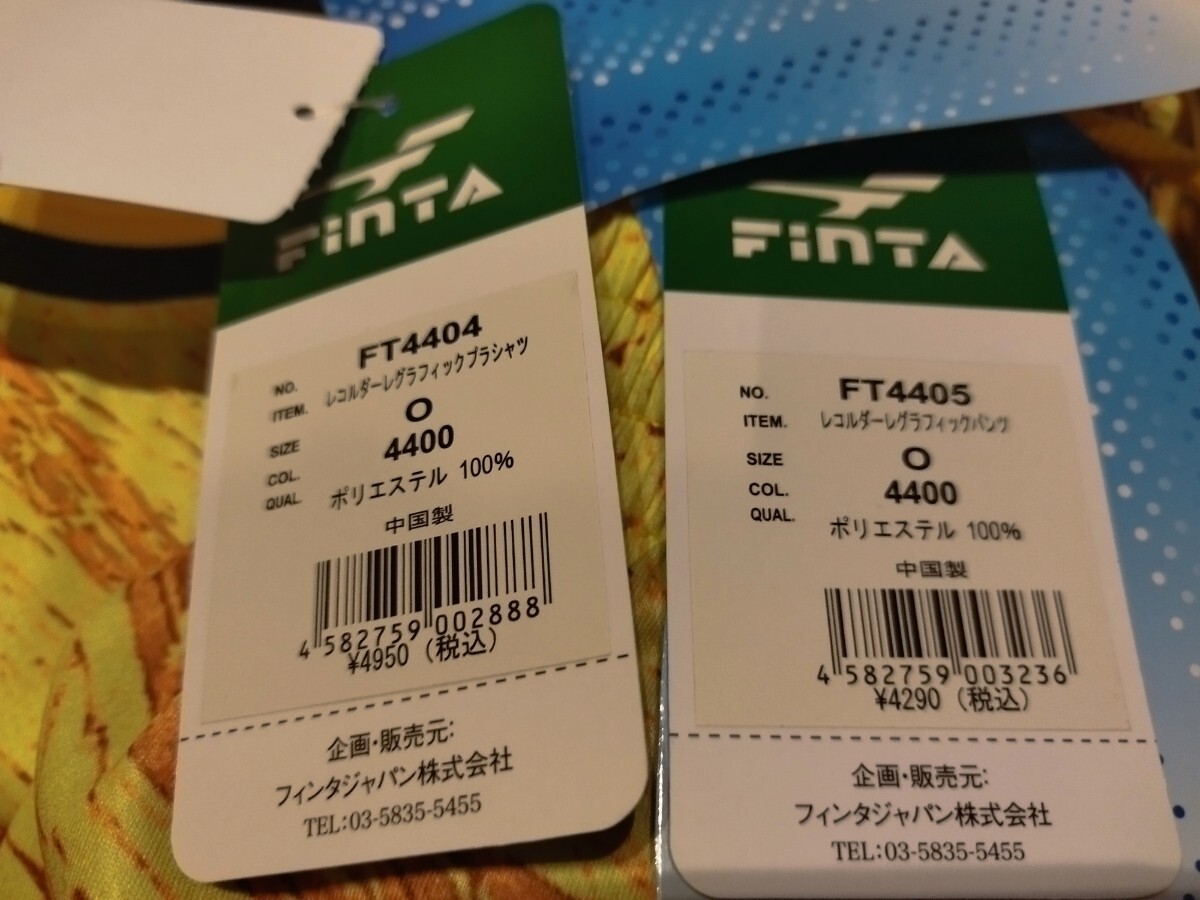 FINTA
NO. FT4404
ITEM. レコルダーレグラフィックプラシャツ
SIZE O
COL. 4400
QUAL. ポリエステル 100%
中国製
4 582759 002888
¥4950 (税込)
企画・販売元:
フィンタジャパン株式会社
TEL:03-5835-5455
FINTA
NO. FT4405
ITEM. レコルダーレグラフィックパンツ
SIZE O
COL. 4400
QUAL. ポリエステル 100%
中国製
4 582759 003236
¥4290 (税込)
企画・販売元:
フィンタジャパン株式会社
TEL:03-5835-5455